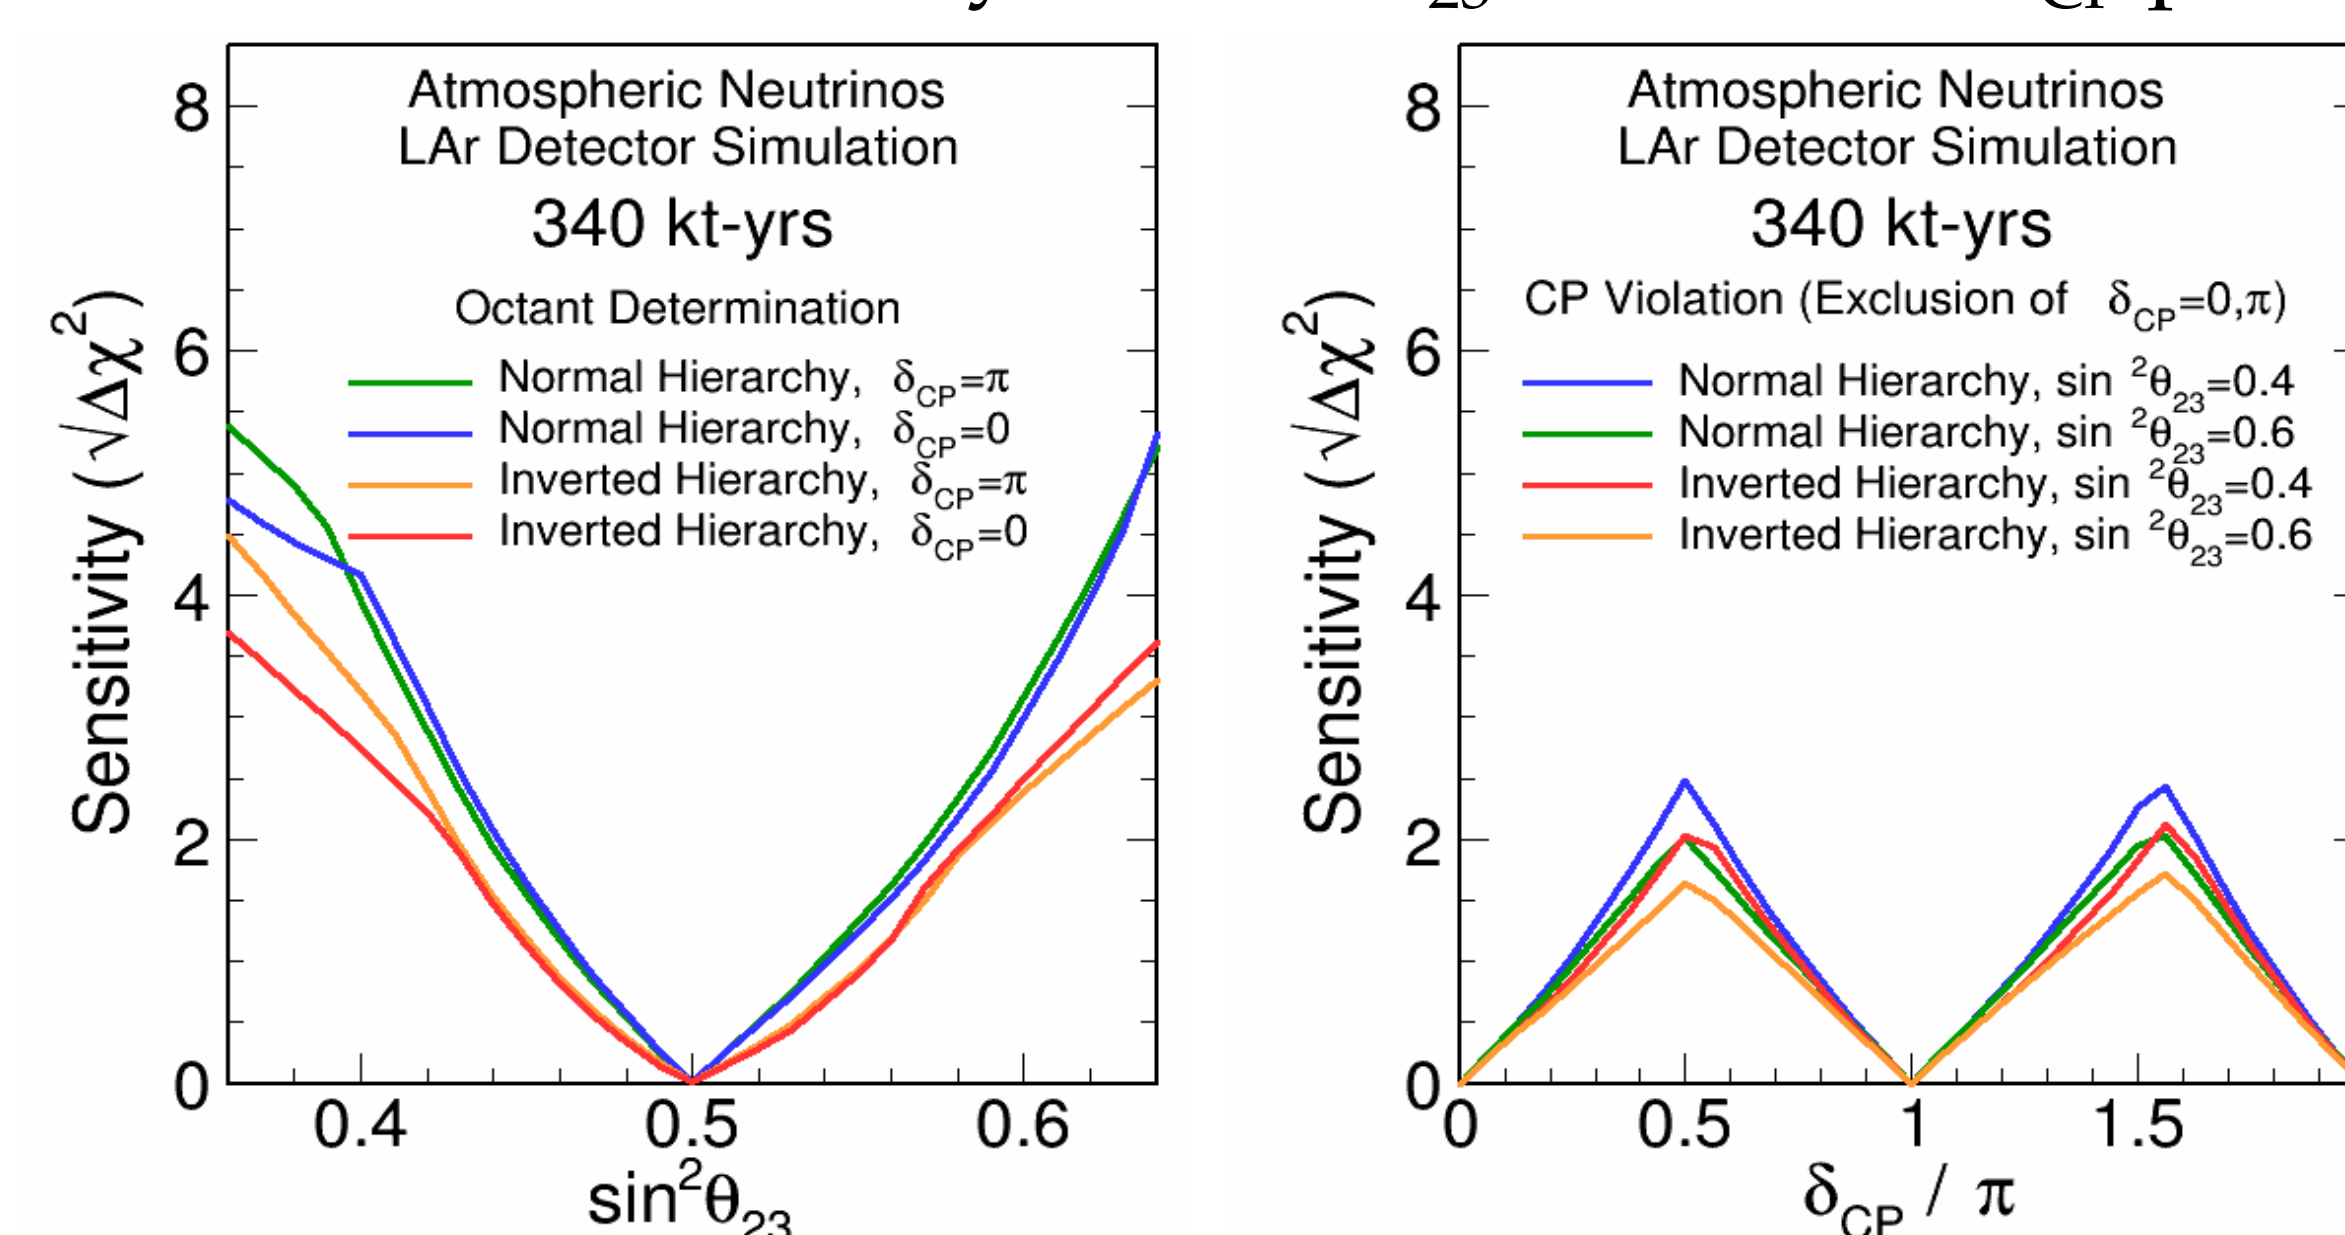 Atmospheric Neutrinos
LAr Detector Simulation
340 kt-yrs
Octant Determination
Normal Hierarchy, δCP=π
Normal Hierarchy, δCP=0
Inverted Hierarchy, δCP=π
Inverted Hierarchy, δCP=0
Sensitivity (√Δχ²)
8
6
4
2
0
0.4 0.5 0.6
sin²θ23
Atmospheric Neutrinos
LAr Detector Simulation
340 kt-yrs
CP Violation (Exclusion of δCP=0,π)
Normal Hierarchy, sin ²θ23=0.4
Normal Hierarchy, sin ²θ23=0.6
Inverted Hierarchy, sin ²θ23=0.4
Inverted Hierarchy, sin ²θ23=0.6
Sensitivity (√Δχ²)
8
6
4
2
0
0 0.5 1 1.5
δCP / π